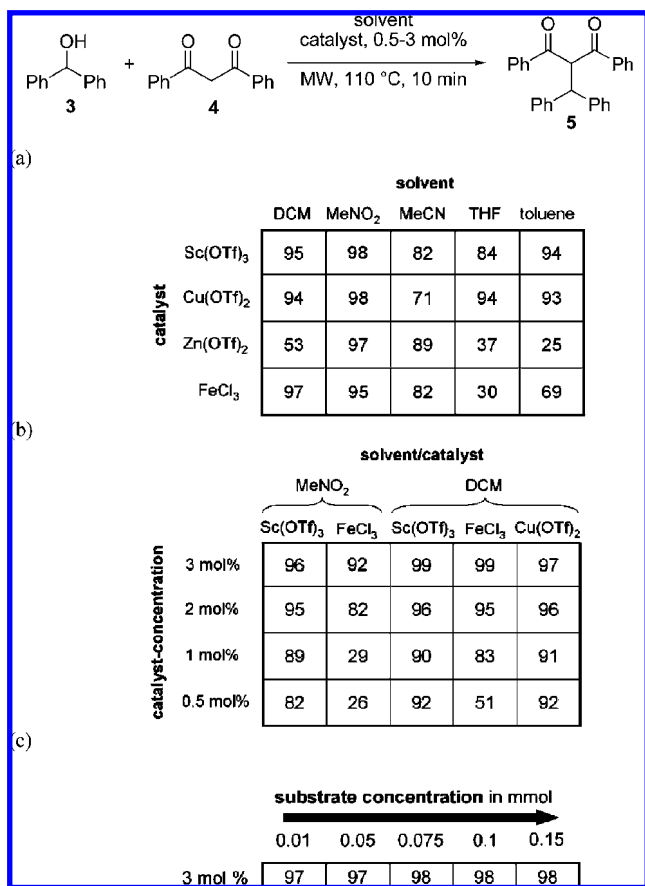 OH
Ph Ph
3
+
O O
Ph Ph
4
solvent
catalyst, 0.5-3 mol%
MW, 110 °C, 10 min
O O
Ph Ph
Ph Ph
5
(a)
solvent
DCM MeNO2 MeCN THF toluene
catalyst
Sc(OTf)3 95 98 82 84 94
Cu(OTf)2 94 98 71 94 93
Zn(OTf)2 53 97 89 37 25
FeCl3 97 95 82 30 69
(b)
solvent/catalyst
MeNO2 DCM
Sc(OTf)3 FeCl3 Sc(OTf)3 FeCl3 Cu(OTf)2
catalyst-concentration
3 mol% 96 92 99 99 97
2 mol% 95 82 96 95 96
1 mol% 89 29 90 83 91
0.5 mol% 82 26 92 51 92
(c)
substrate concentration in mmol
0.01 0.05 0.075 0.1 0.15
3 mol % 97 97 98 98 98